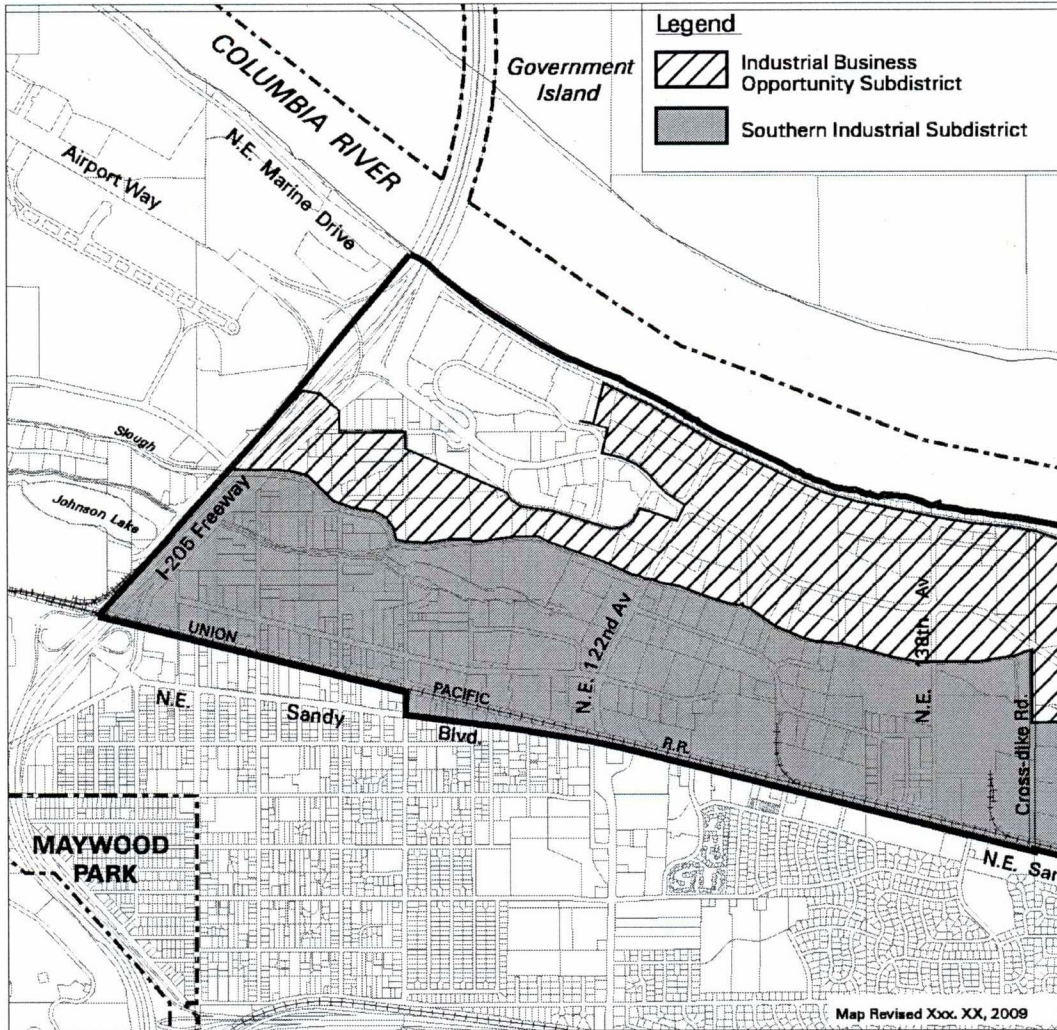 Legend
Industrial Business
Opportunity Subdistrict
Southern Industrial Subdistrict
COLUMBIA RIVER
Government
Island
Airport Way
N.E. Marine Drive
Slough
Johnson Lake
I-205 Freeway
UNION
PACIFIC
R.R.
N.E. 122nd Av
N.E. 138th Av
Cross-dike Rd.
N.E.
Sandy
Blvd.
N.E. San
MAYWOOD
PARK
Map Revised Xxx. XX, 2009